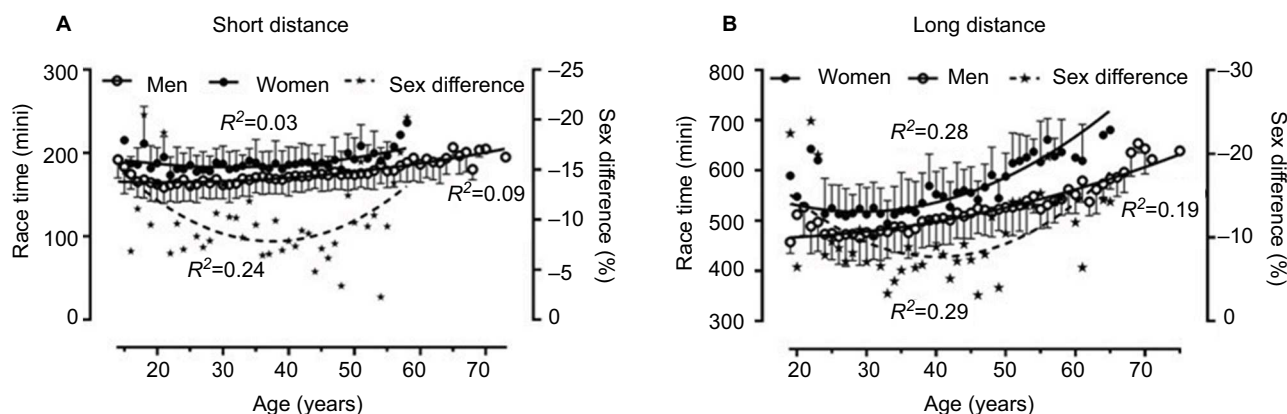 A Short distance
300
200
100
0
Race time (mini)
Men Women Sex difference
R²=0.03
R²=0.09
R²=0.24
–25
–20
–15
–10
–5
0
Sex difference (%)
20 30 40 50 60 70
Age (years)
B Long distance
800
700
600
500
400
300
Race time (mini)
Women Men Sex difference
R²=0.28
R²=0.19
R²=0.29
–30
–20
–10
0
Sex difference (%)
20 30 40 50 60 70
Age (years)